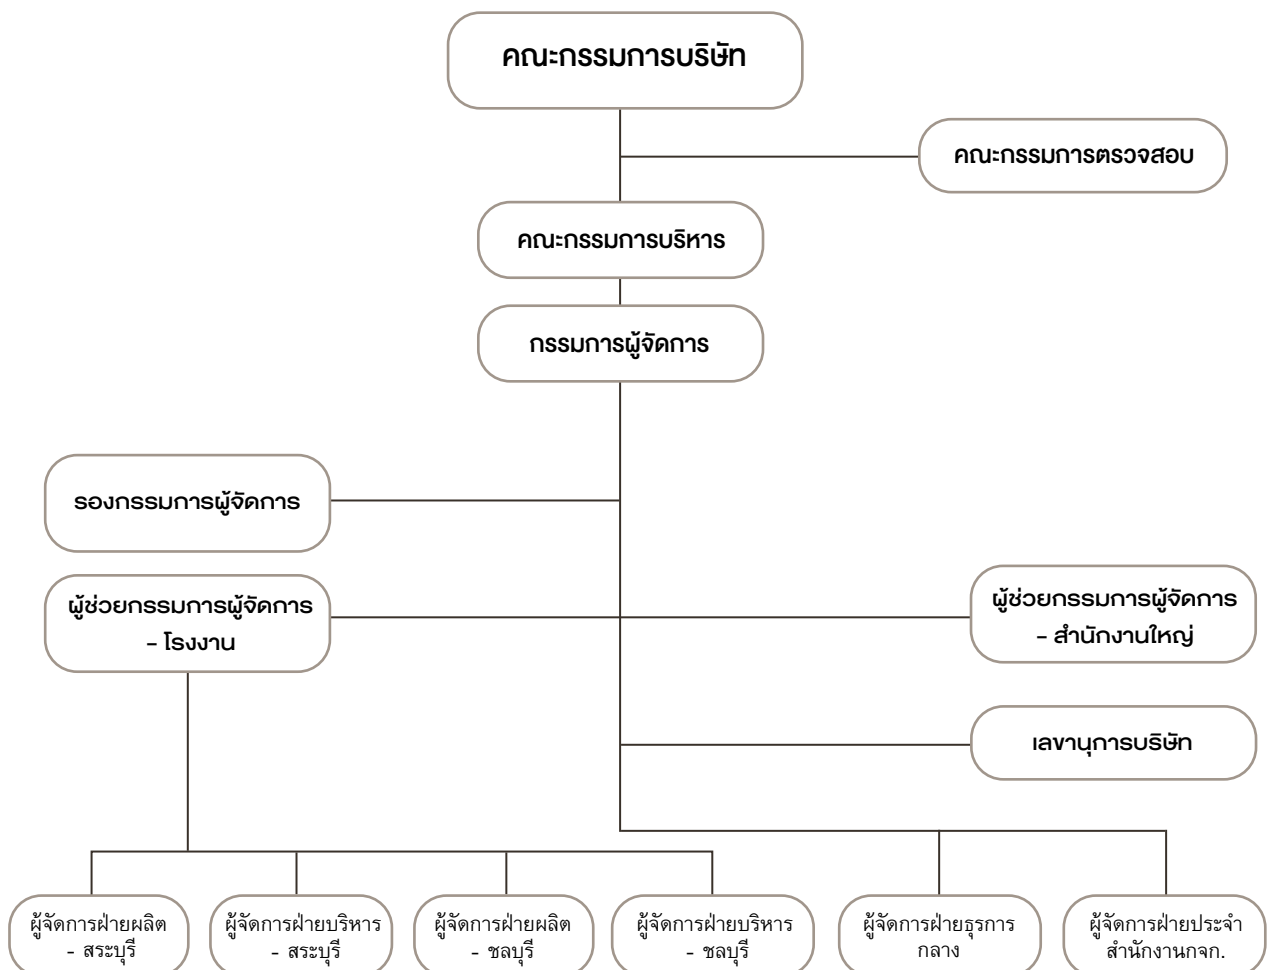 คณะกรรมการบริษัท
คณะกรรมการตรวจสอบ
คณะกรรมการบริหาร
กรรมการผู้จัดการ
รองกรรมการผู้จัดการ
ผู้ช่วยกรรมการผู้จัดการ
- โรงงาน
ผู้ช่วยกรรมการผู้จัดการ
- สำนักงานใหญ่
เลขานุการบริษัท
ผู้จัดการฝ่ายผลิต
- สระบุรี
ผู้จัดการฝ่ายบริหาร
- สระบุรี
ผู้จัดการฝ่ายผลิต
- ชลบุรี
ผู้จัดการฝ่ายบริหาร
- ชลบุรี
ผู้จัดการฝ่ายธุรการ
กลาง
ผู้จัดการฝ่ายประจำ
สำนักงานกจก.